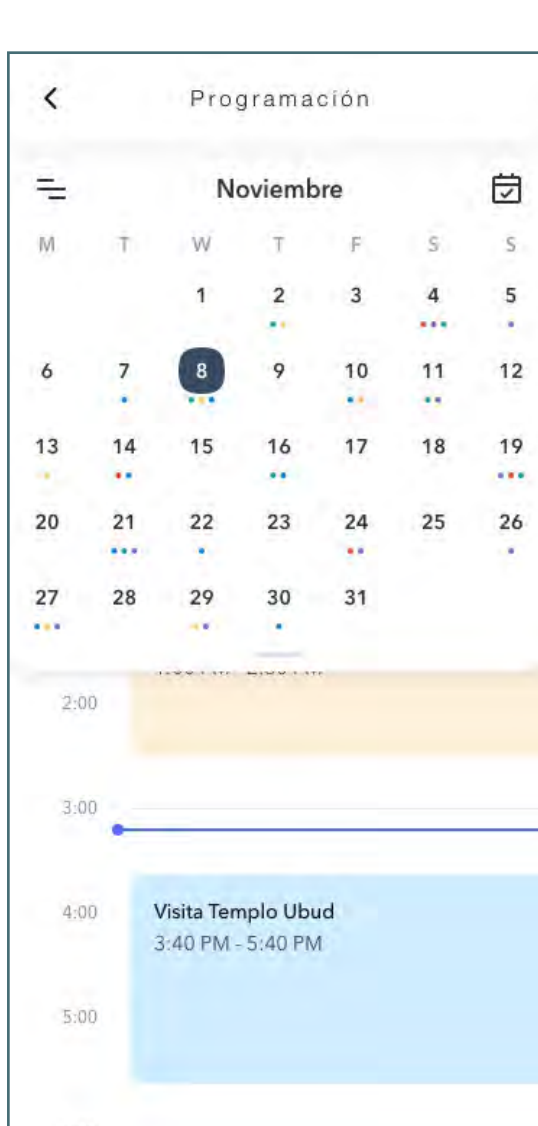 Programación
Noviembre
M T W T F S S
1 2 3 4 5
6 7 8 9 10 11 12
13 14 15 16 17 18 19
20 21 22 23 24 25 26
27 28 29 30 31
2:00
3:00
4:00 Visita Templo Ubud
3:40 PM - 5:40 PM
5:00